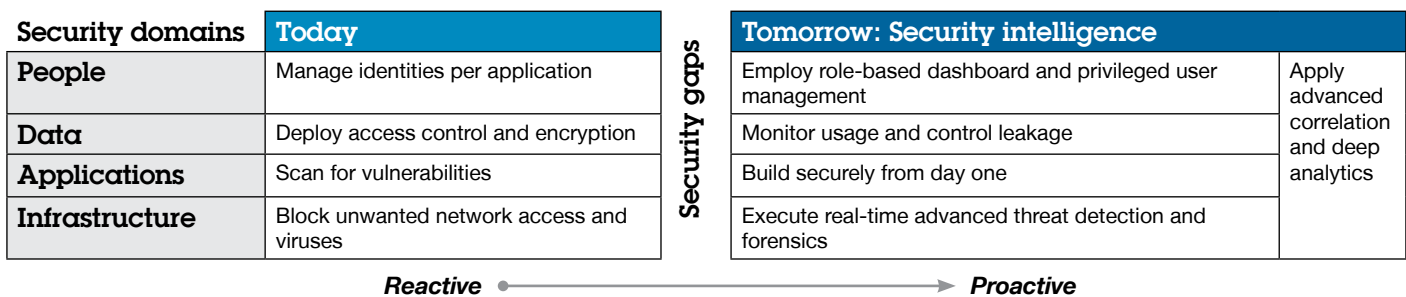 Security domains
Today
Security gaps
Tomorrow: Security intelligence
People
Manage identities per application
Employ role-based dashboard and privileged user
management
Apply
advanced
correlation
and deep
analytics
Data
Deploy access control and encryption
Monitor usage and control leakage
Applications
Scan for vulnerabilities
Build securely from day one
Infrastructure
Block unwanted network access and
viruses
Execute real-time advanced threat detection and
forensics
Reactive
Proactive